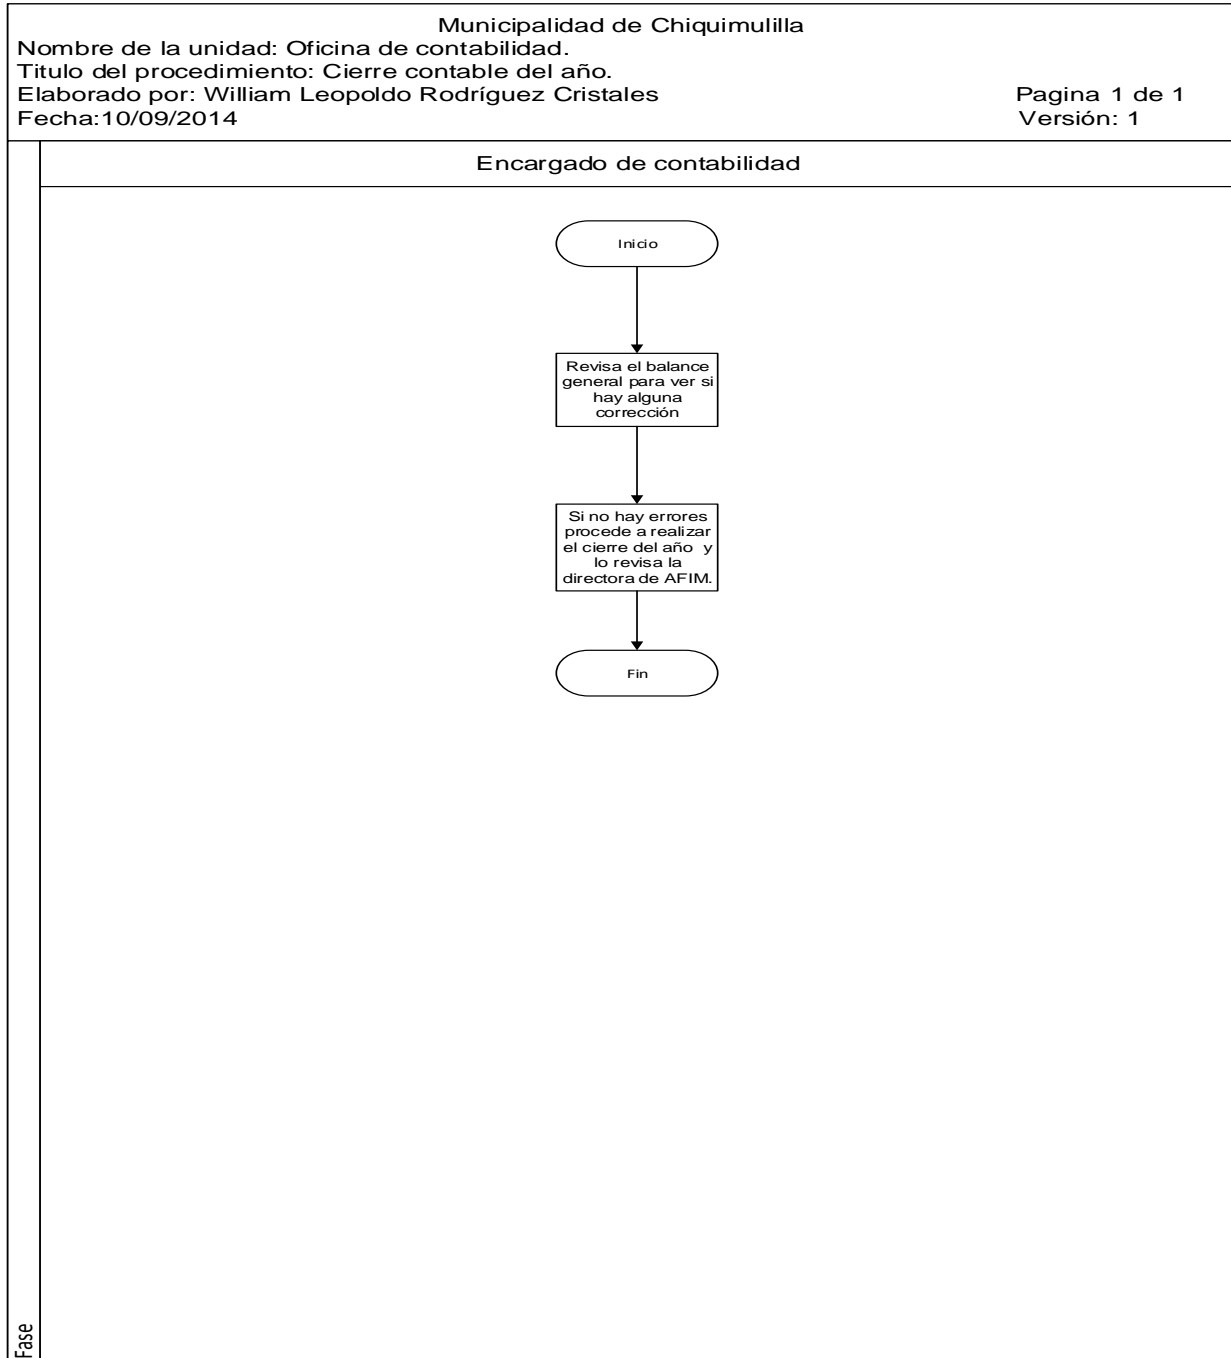 Municipalidad de Chiquimulilla
Nombre de la unidad: Oficina de contabilidad.
Titulo del procedimiento: Cierre contable del año.
Elaborado por: William Leopoldo Rodríguez Cristales
Pagina 1 de 1
Fecha:10/09/2014
Versión: 1
Encargado de contabilidad
Inicio
Revisa el balance
general para ver si
hay alguna
corrección
Si no hay errores
procede a realizar
el cierre del año  y
lo revisa la
directora de AFIM.
Fin
Fase